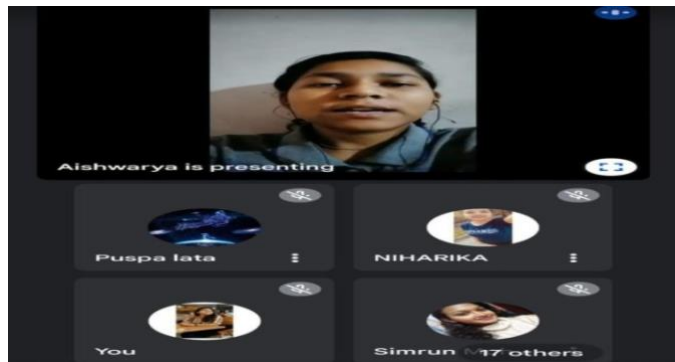 Aishwarya is presenting
Puspa lata
NIHARIKA
You
Simrun
17 others